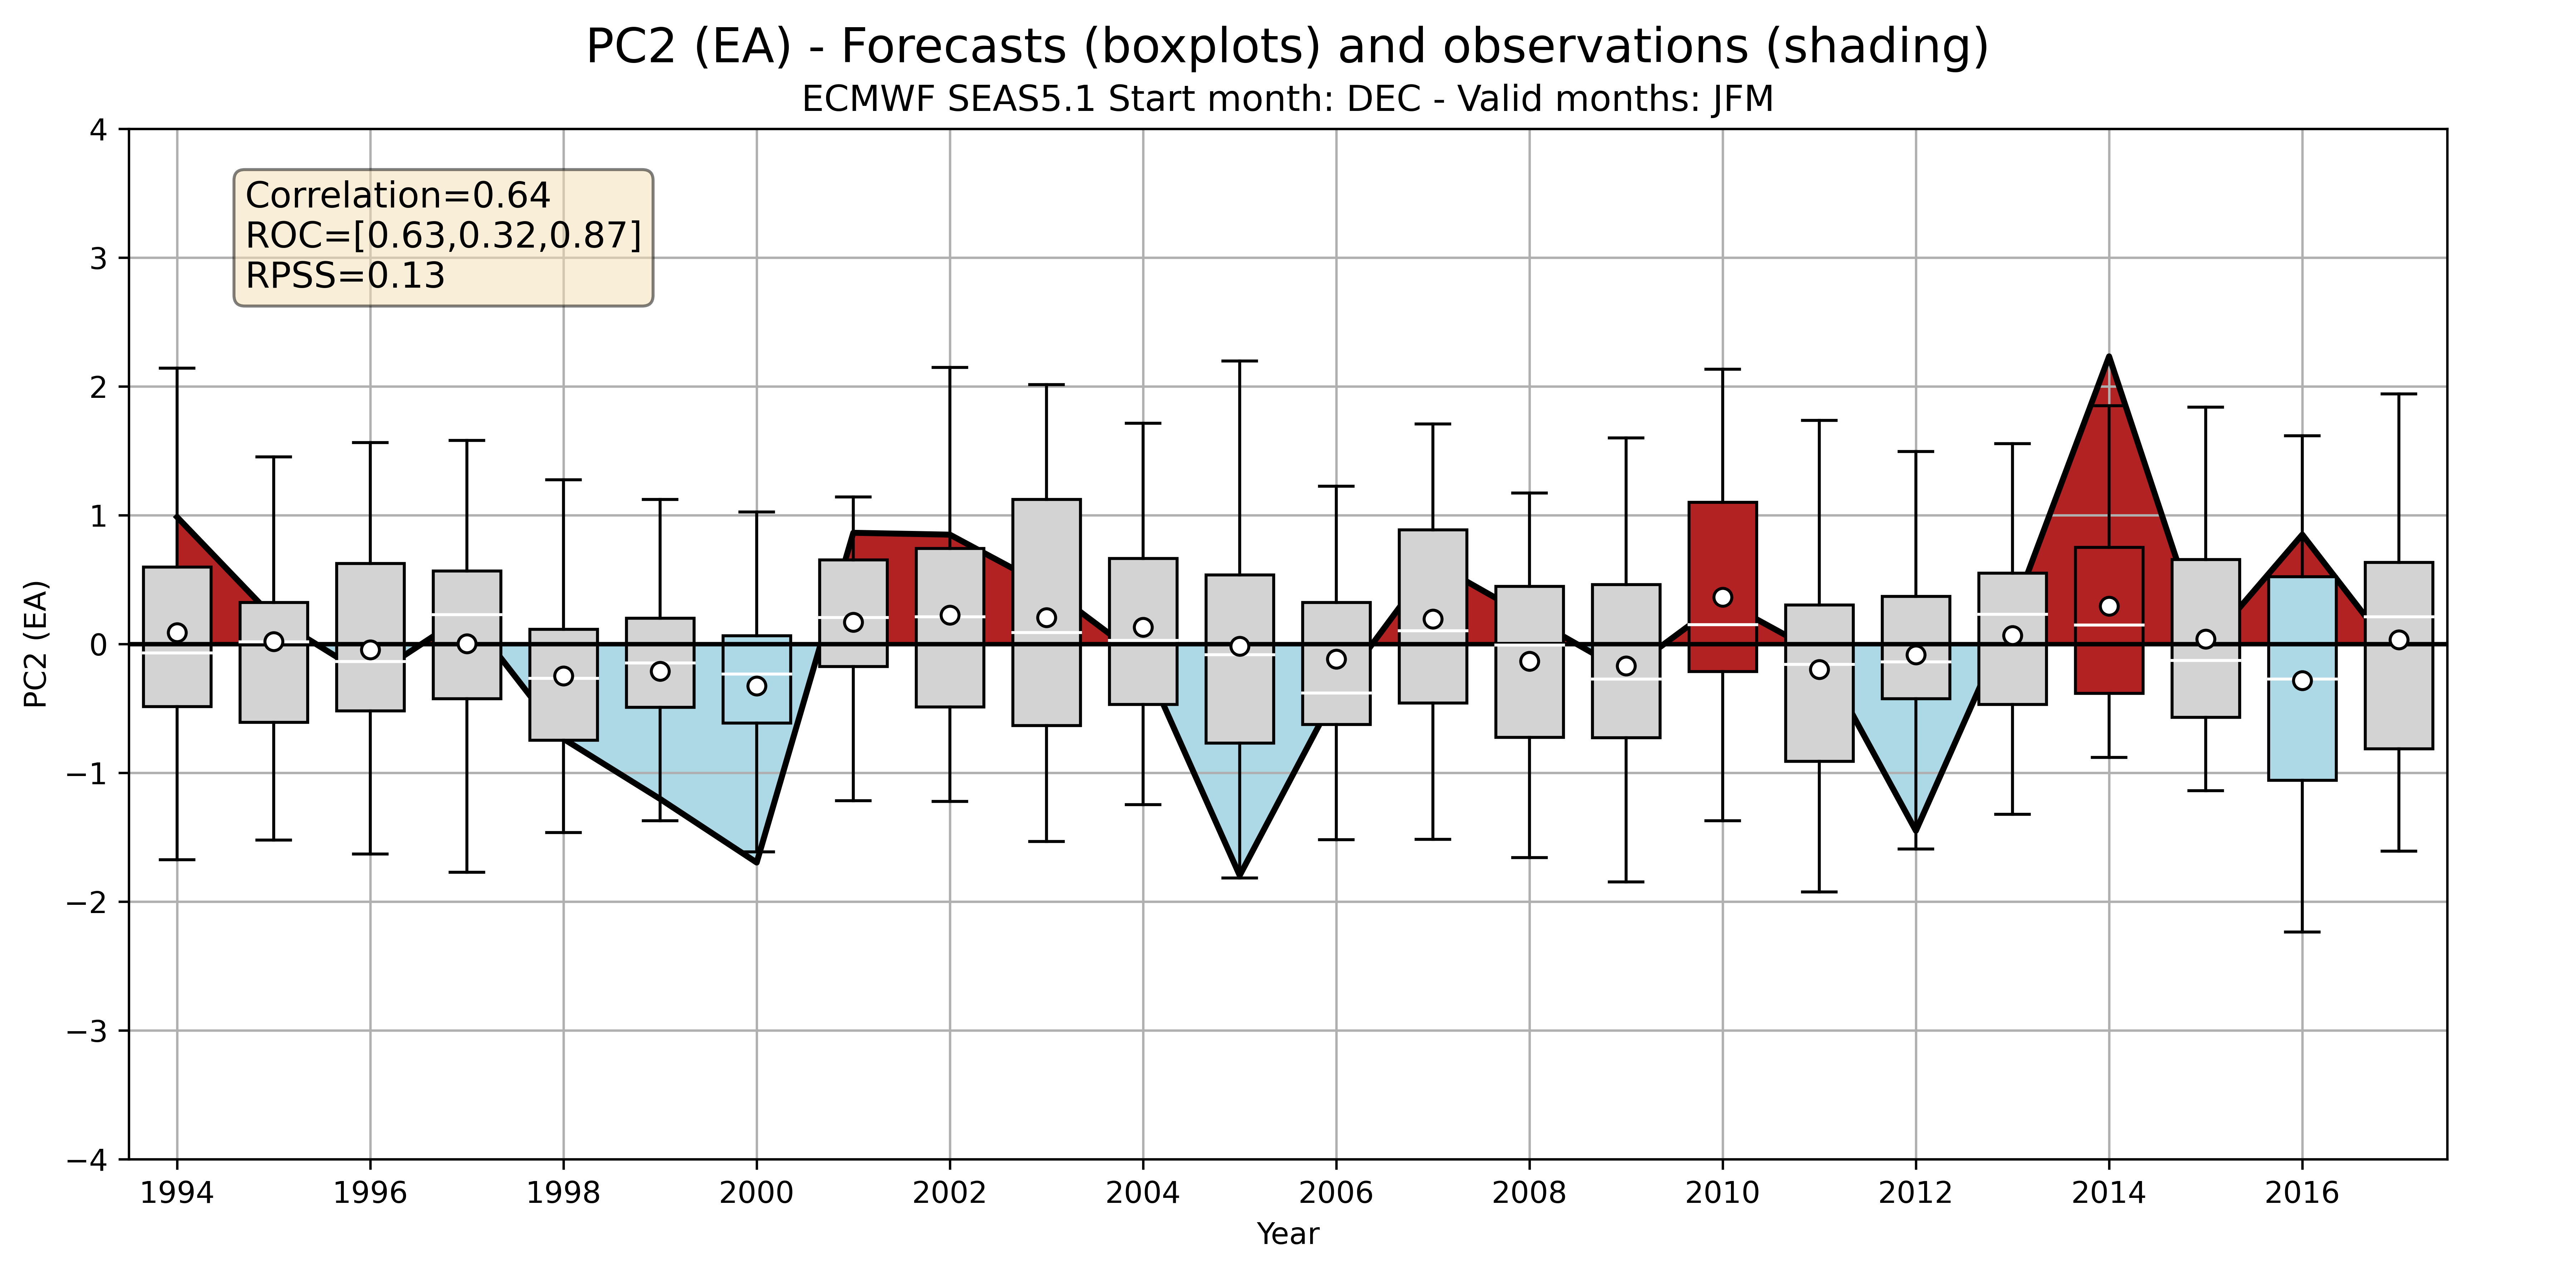 PC2 (EA) - Forecasts (boxplots) and observations (shading)
ECMWF SEAS5.1 Start month: DEC - Valid months: JFM
Correlation=0.64
ROC=[0.63,0.32,0.87]
RPSS=0.13
4
3
2
1
0
−1
−2
−3
−4
PC2 (EA)
1994 1996 1998 2000 2002 2004 2006 2008 2010 2012 2014 2016
Year